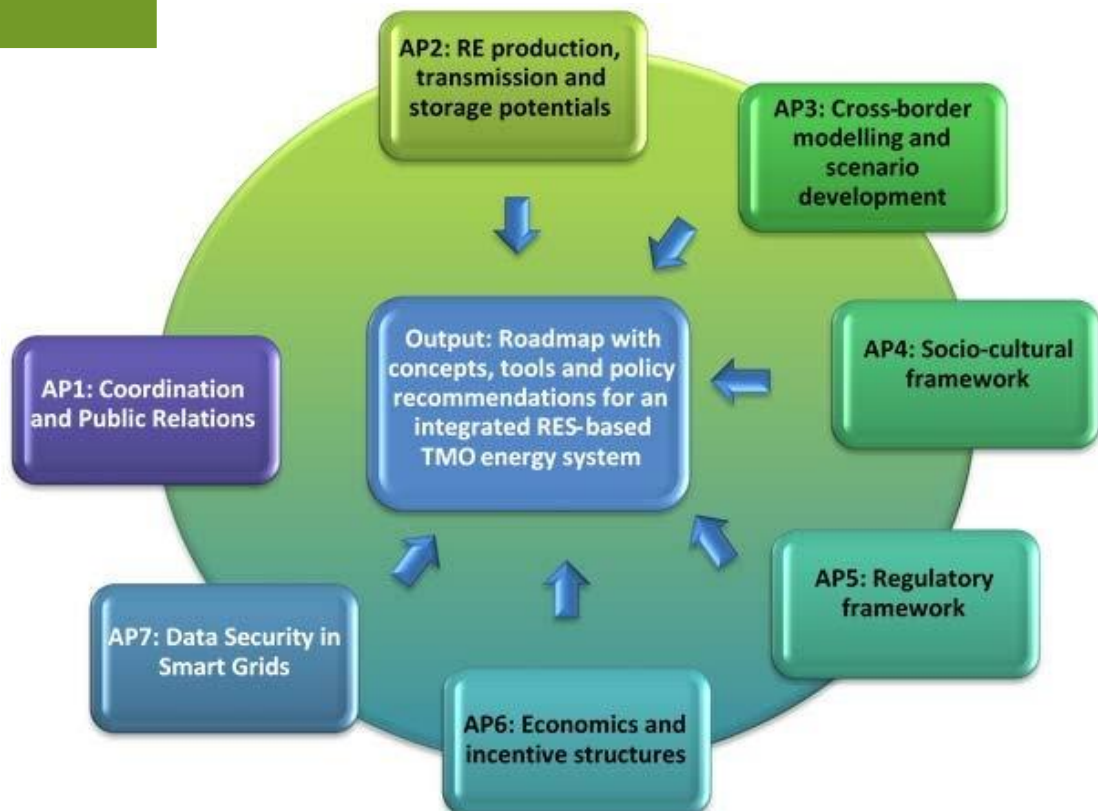 AP2: RE production,
transmission and
storage potentials
AP3: Cross-border
modelling and
scenario
development
Output: Roadmap with
concepts, tools and policy
recommendations for an
integrated RES-based
TMO energy system
AP1: Coordination
and Public Relations
AP4: Socio-cultural
framework
AP5: Regulatory
framework
AP7: Data Security in
Smart Grids
AP6: Economics and
incentive structures